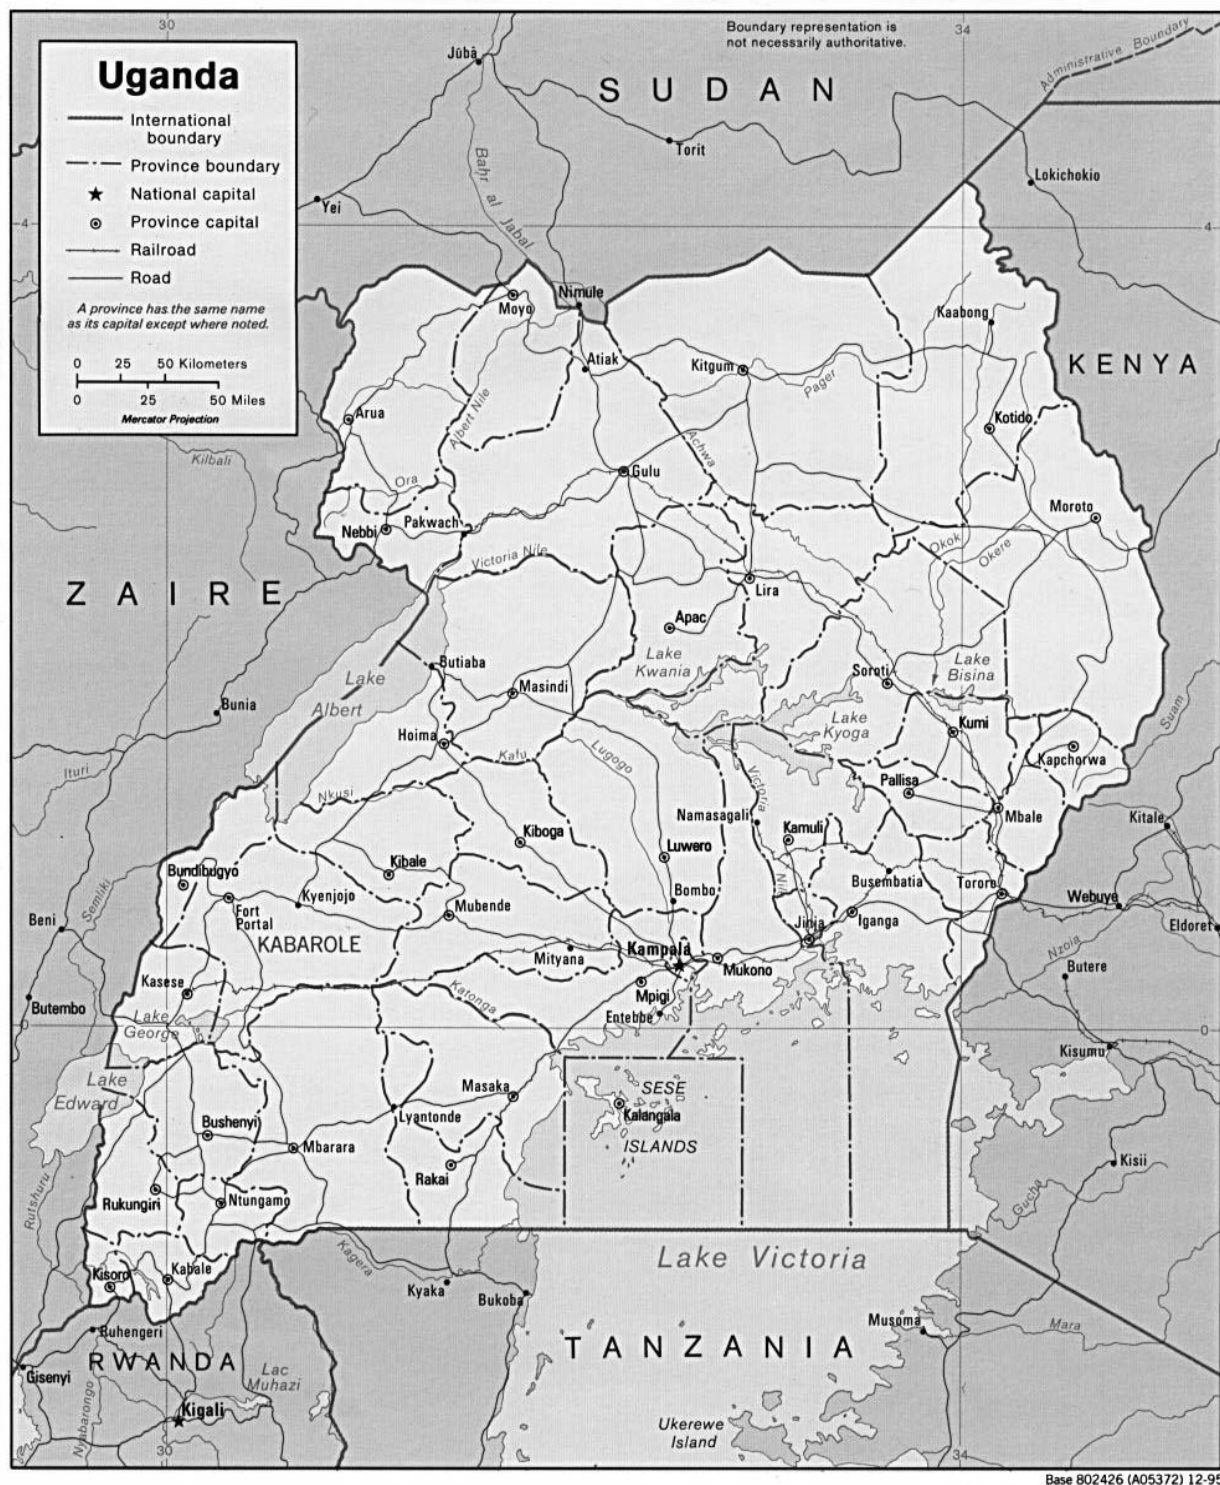 30
34
Boundary representation is
not necessarily authoritative.
Administrative Boundary
Uganda
International
boundary
Province boundary
National capital
Province capital
Railroad
Road
A province has the same name
as its capital except where noted.
0 25 50 Kilometers
0 25 50 Miles
Mercator Projection
Jūbā
SUDAN
Torit
Lokichokio
Bahr al Jabal
Yei
4
4
Nimule
Moyo
Kaabong
KENYA
Atiak
Kitgum
Pager
Arua
Albert Nile
Kotido
Achwa
Kilbali
Gulu
Ora
Moroto
Pakwach
Nebbi
Okok
Okere
Victoria Nile
ZAIRE
Lira
Apac
Lake
Kwania
Butiaba
Soroti
Lake
Bisina
Lake
Albert
Masindi
Bunia
Suam
Lake
Kyoga
Kumi
Hoima
Kafu
Lugogo
Kapchorwa
Ituri
Victoria
Nile
Pallisa
Nkusi
Namasagali
Mbale
Kitale
Kamuli
Kiboga
Luwero
Bundibugyo
Kibale
Busembatia
Tororo
Semliki
Kyenjojo
Bombo
Webuye
Fort
Portal
Mubende
Iganga
Beni
Jinja
Eldoret
KABAROLE
Kampala
Nzoia
Mityana
Mukono
Butere
Kasese
Katonga
Mpigi
Butembo
Lake
George
Entebbe
0
0
Kisumu
Lake
Edward
Masaka
SESE
Kalangala
ISLANDS
Lyantonde
Bushenyi
Mbarara
Kisii
Rakai
Rutshuru
Rukungiri
Ntungamo
Gucha
Kagera
Lake Victoria
Kisoro
Kabale
Kyaka
Bukoba
Musoma
Mara
Ruhengeri
TANZANIA
RWANDA
Gisenyi
Lac
Muhazi
Nyabarongo
Kigali
Ukerewe
Island
30
34
Base 802426 (A05372) 12-95